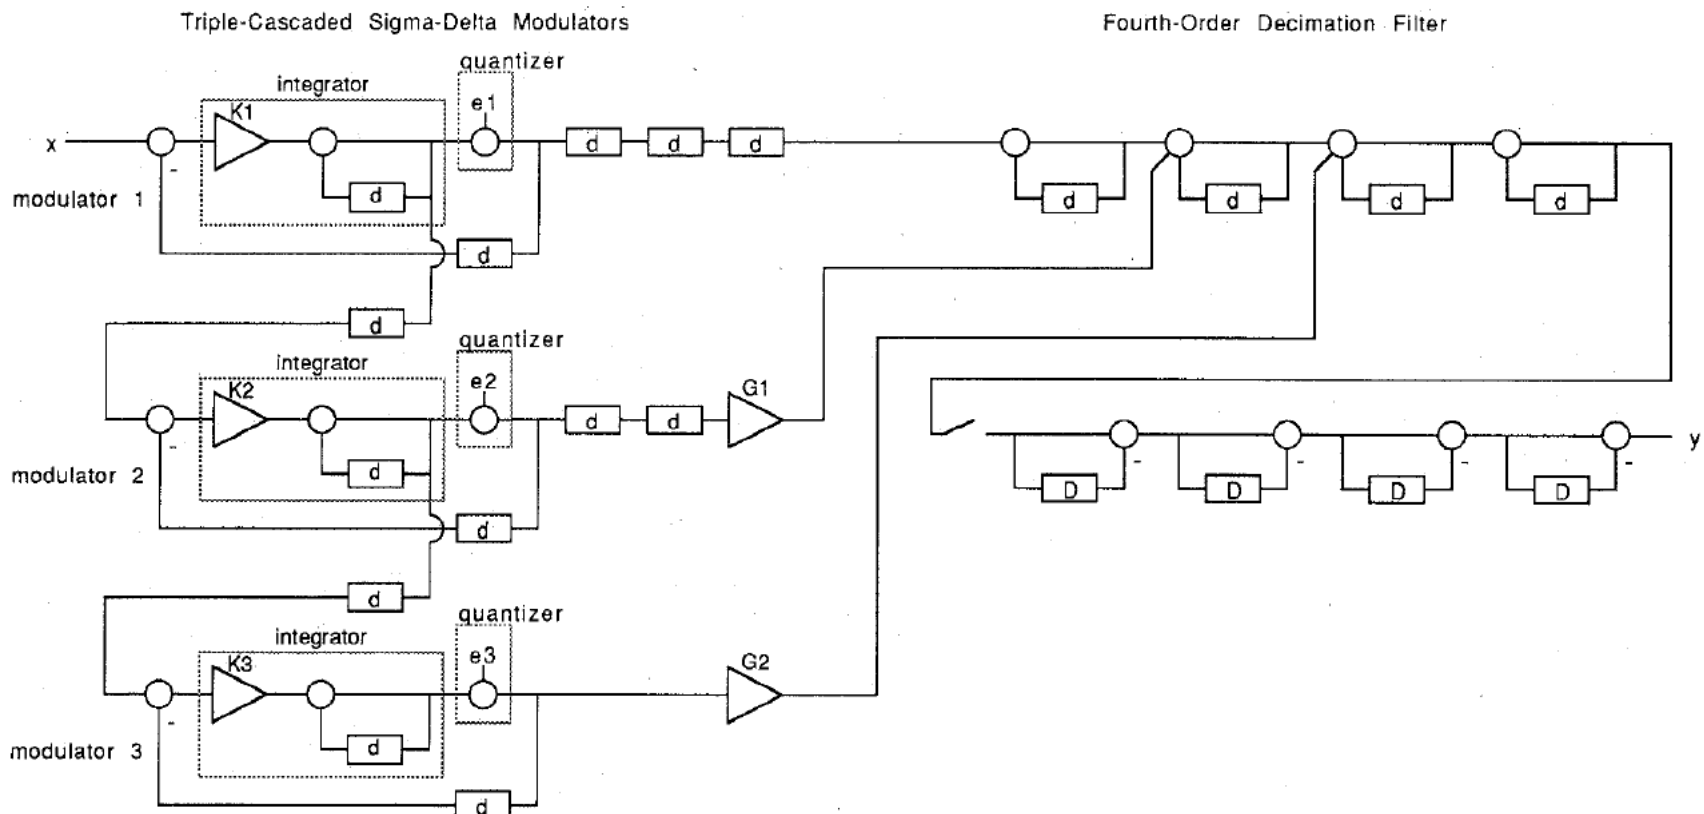 Triple-Cascaded Sigma-Delta Modulators
Fourth-Order Decimation Filter
quantizer
integrator
K1
e1
x
-
d
d
d
d
d
d
d
d
modulator 1
d
d
quantizer
integrator
K2
e2
G1
-
d
d
d
y
-
-
-
-
modulator 2
D
D
D
D
d
d
quantizer
integrator
K3
e3
G2
-
d
modulator 3
d